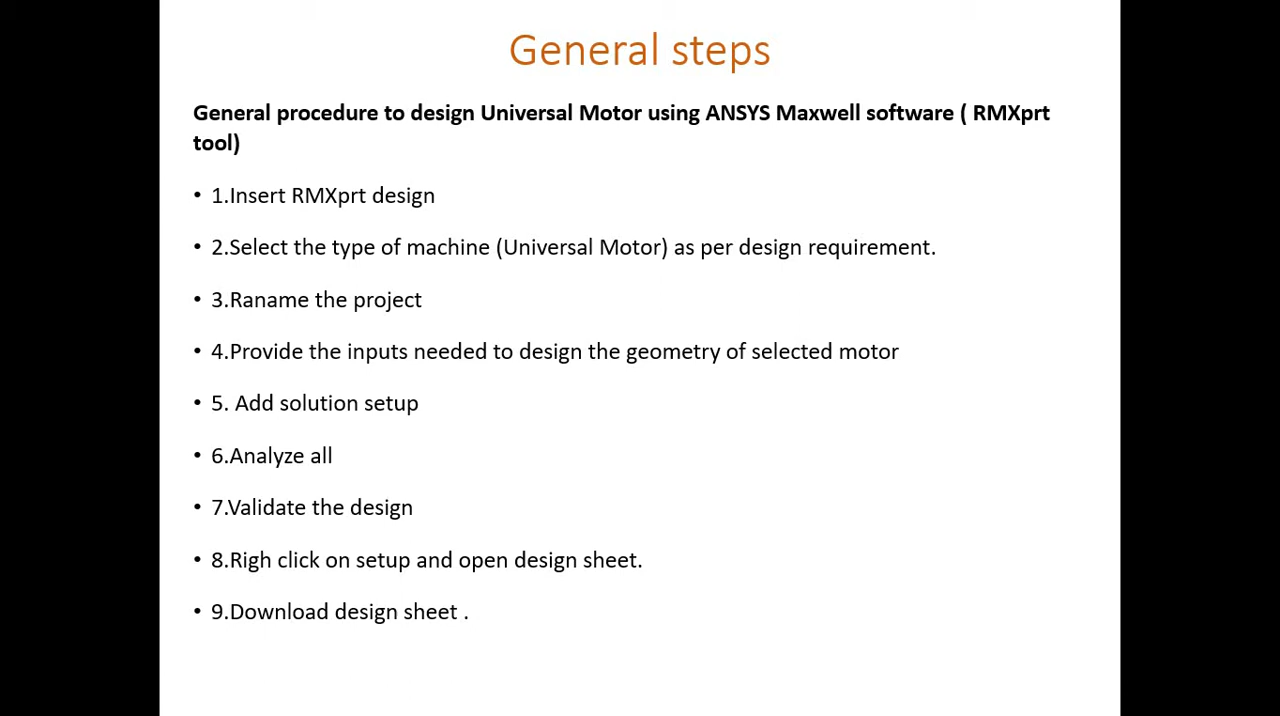 General steps
General procedure to design Universal Motor using ANSYS Maxwell software ( RMXprt
tool)
• 1.Insert RMXprt design
• 2.Select the type of machine (Universal Motor) as per design requirement.
• 3.Raname the project
• 4.Provide the inputs needed to design the geometry of selected motor
• 5. Add solution setup
• 6.Analyze all
• 7.Validate the design
• 8.Righ click on setup and open design sheet.
• 9.Download design sheet .